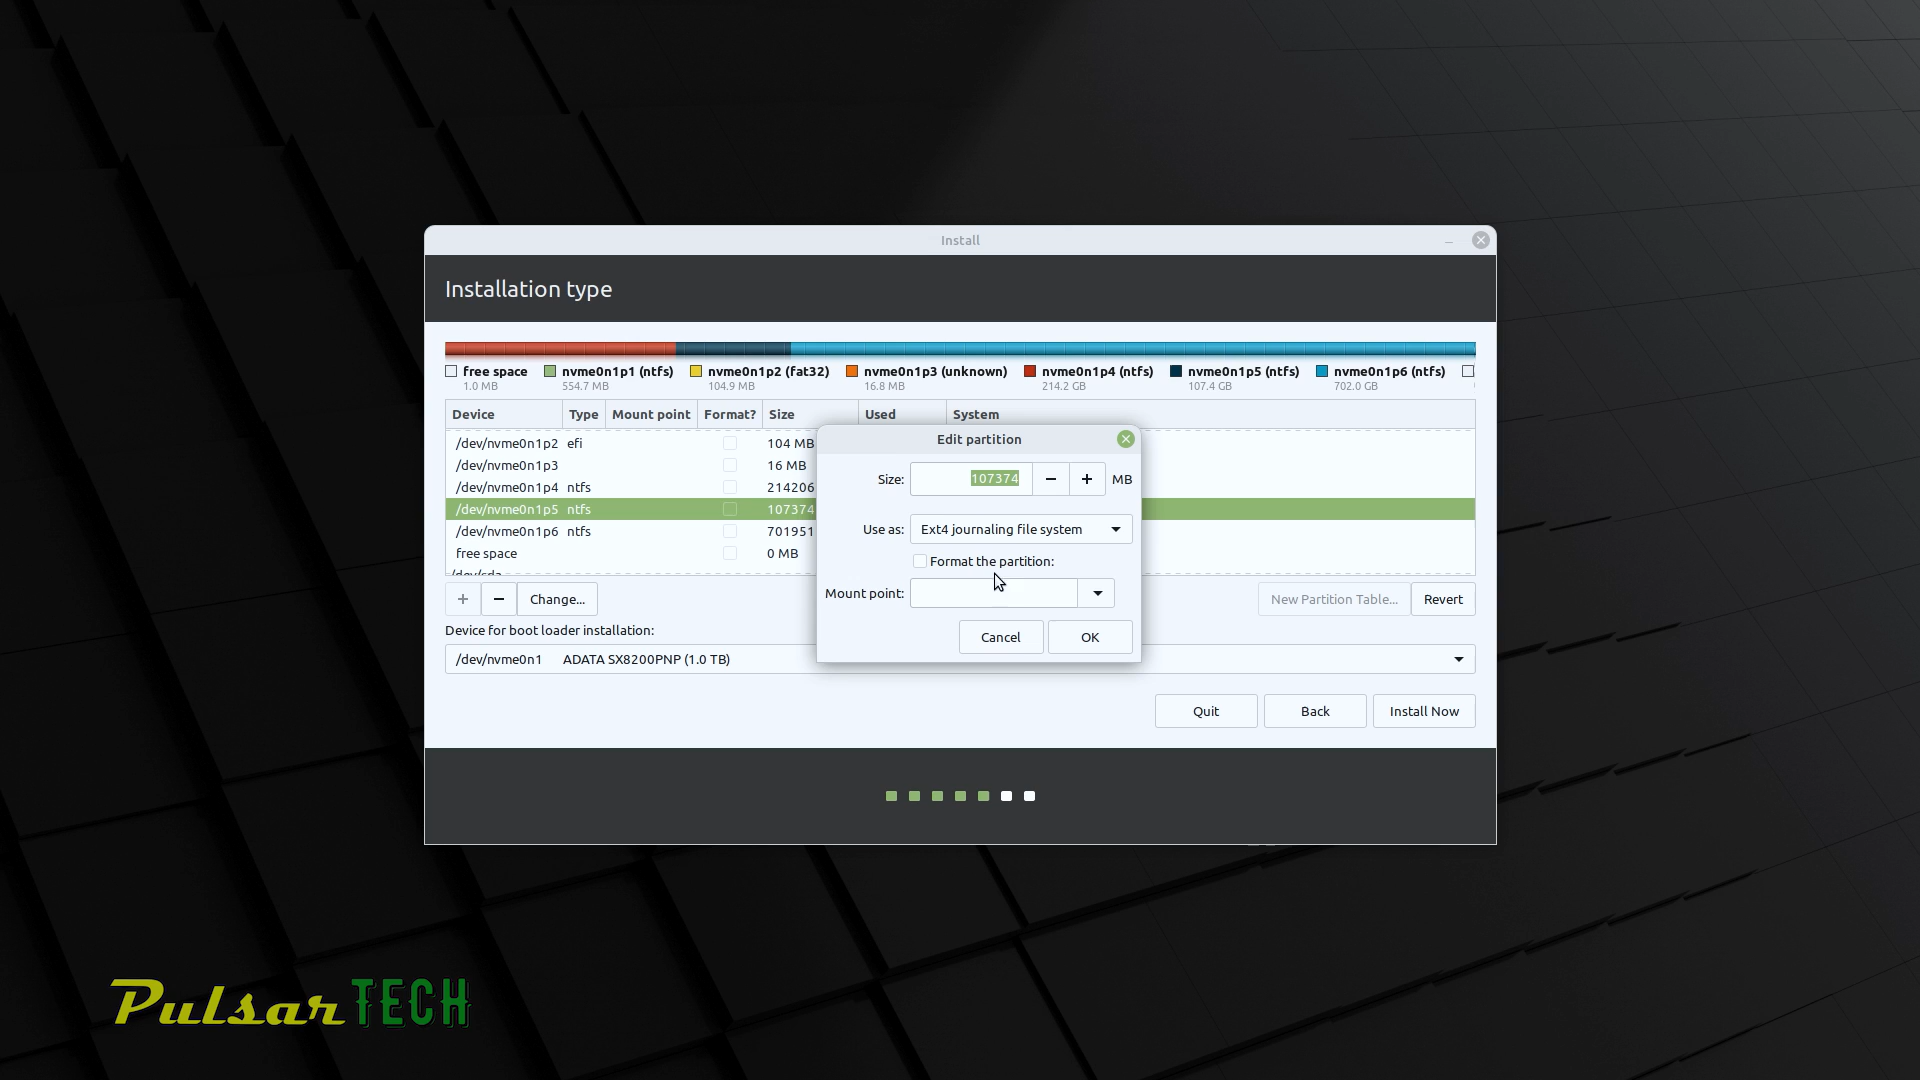 Install
Installation type
free space nvme0n1p1 (ntfs) nvme0n1p2 (fat32) nvme0n1p3 (unknown) nvme0n1p4 (ntfs) nvme0n1p5 (ntfs) nvme0n1p6 (ntfs)
1.0 MB 554.7 MB 104.9 MB 16.8 MB 214.2 GB 107.4 GB 702.0 GB
Device Type Mount point Format? Size Used System
/dev/nvme0n1p2 efi 104 MB
/dev/nvme0n1p3 16 MB
/dev/nvme0n1p4 ntfs 214206
/dev/nvme0n1p5 ntfs 107374
/dev/nvme0n1p6 ntfs 701951
free space 0 MB
/dev/sda
Edit partition
Size: 107374 − + MB
Use as: Ext4 journaling file system
Format the partition:
Mount point:
Cancel OK
+ − Change... New Partition Table... Revert
Device for boot loader installation:
/dev/nvme0n1 ADATA SX8200PNP (1.0 TB)
Quit Back Install Now
Pulsar TECH